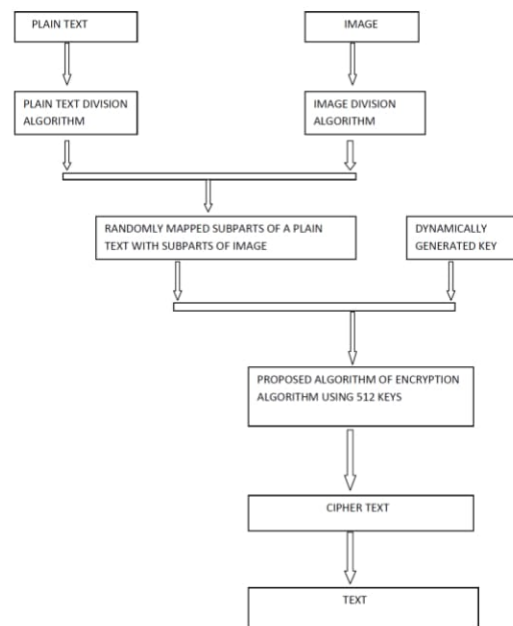 PLAIN TEXT
IMAGE
PLAIN TEXT DIVISION
ALGORITHM
IMAGE DIVISION
ALGORITHM
RANDOMLY MAPPED SUBPARTS OF A PLAIN
TEXT WITH SUBPARTS OF IMAGE
DYNAMICALLY
GENERATED KEY
PROPOSED ALGORITHM OF ENCRYPTION
ALGORITHM USING 512 KEYS
CIPHER TEXT
TEXT